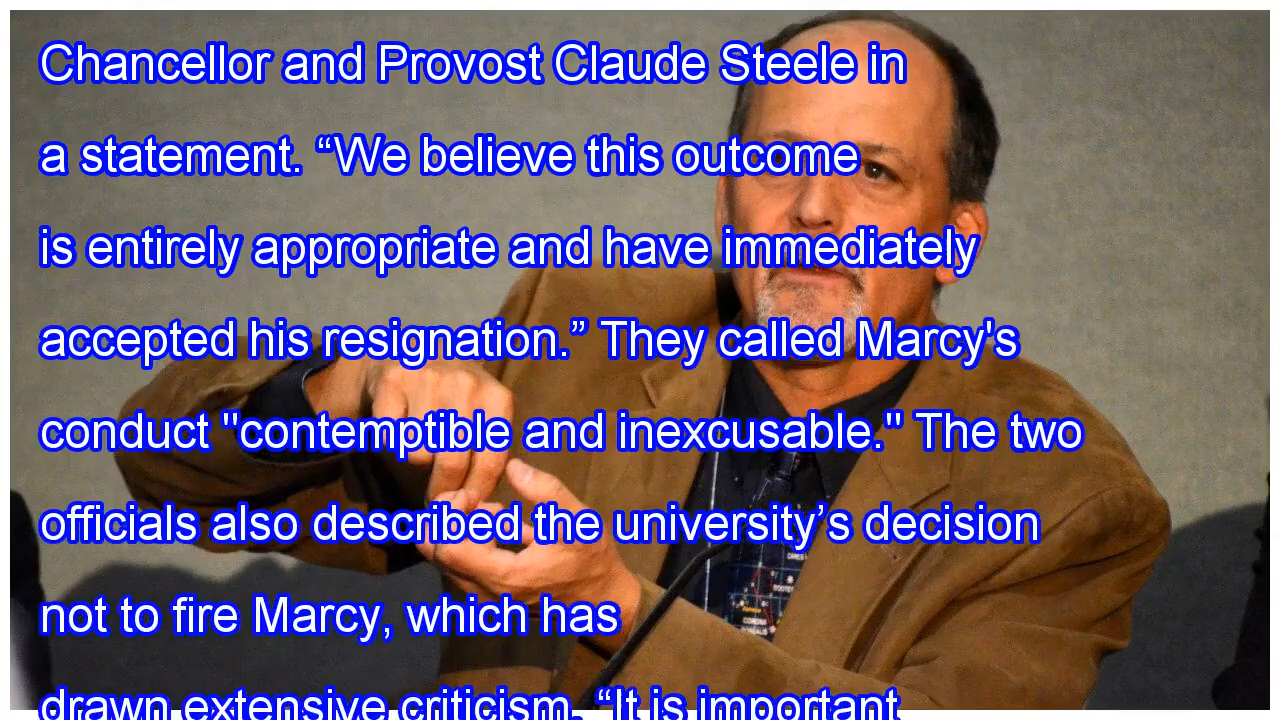 Chancellor and Provost Claude Steele in
a statement. “We believe this outcome
is entirely appropriate and have immediately
accepted his resignation.” They called Marcy's
conduct "contemptible and inexcusable." The two
officials also described the university’s decision
not to fire Marcy, which has
drawn extensive criticism. “It is important